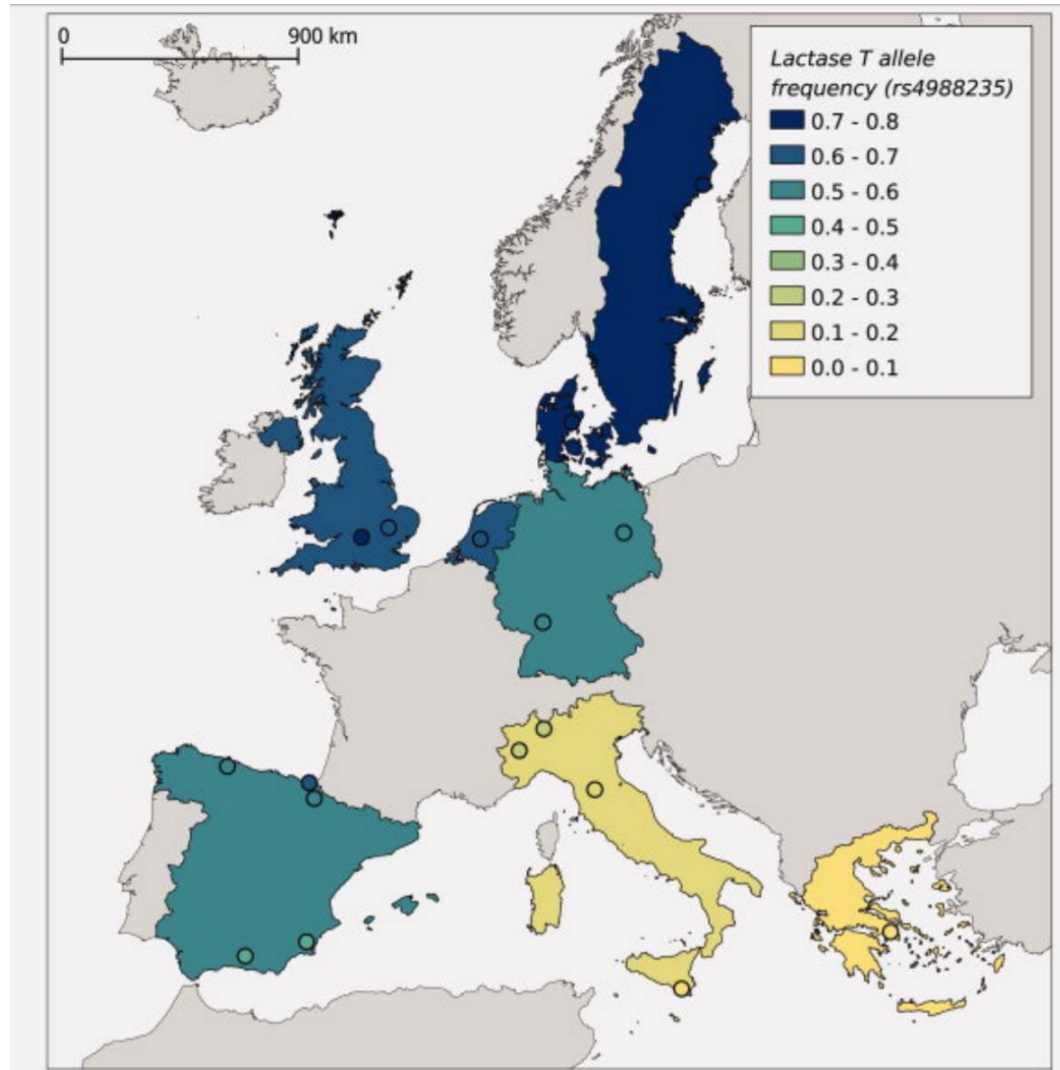 0 900 km
Lactase T allele
frequency (rs4988235)
0.7 - 0.8
0.6 - 0.7
0.5 - 0.6
0.4 - 0.5
0.3 - 0.4
0.2 - 0.3
0.1 - 0.2
0.0 - 0.1